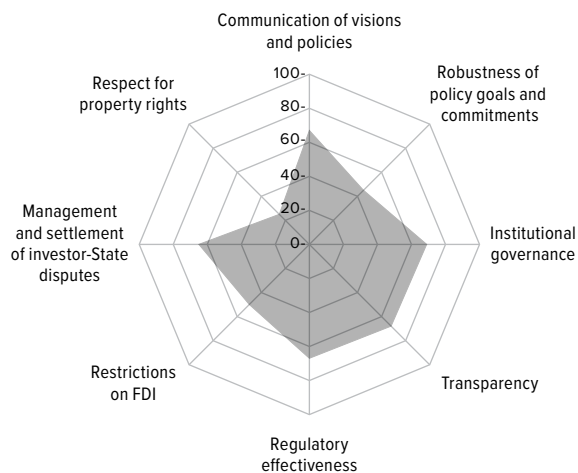 Communication of visions
and policies
Robustness of
policy goals and
commitments
Institutional
governance
Transparency
Regulatory
effectiveness
Restrictions
on FDI
Management
and settlement
of investor-State
disputes
Respect for
property rights
100-
80-
60-
40-
20-
0-